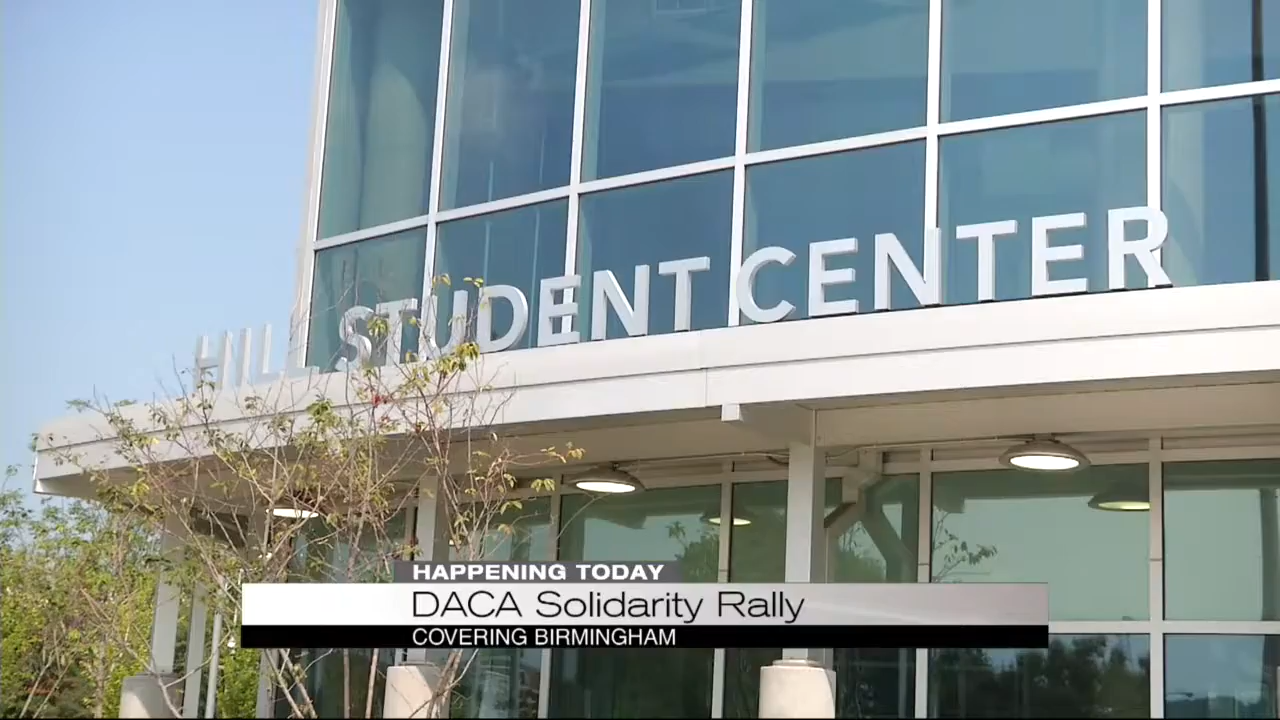 HILL STUDENT CENTER
HAPPENING TODAY
DACA Solidarity Rally
COVERING BIRMINGHAM